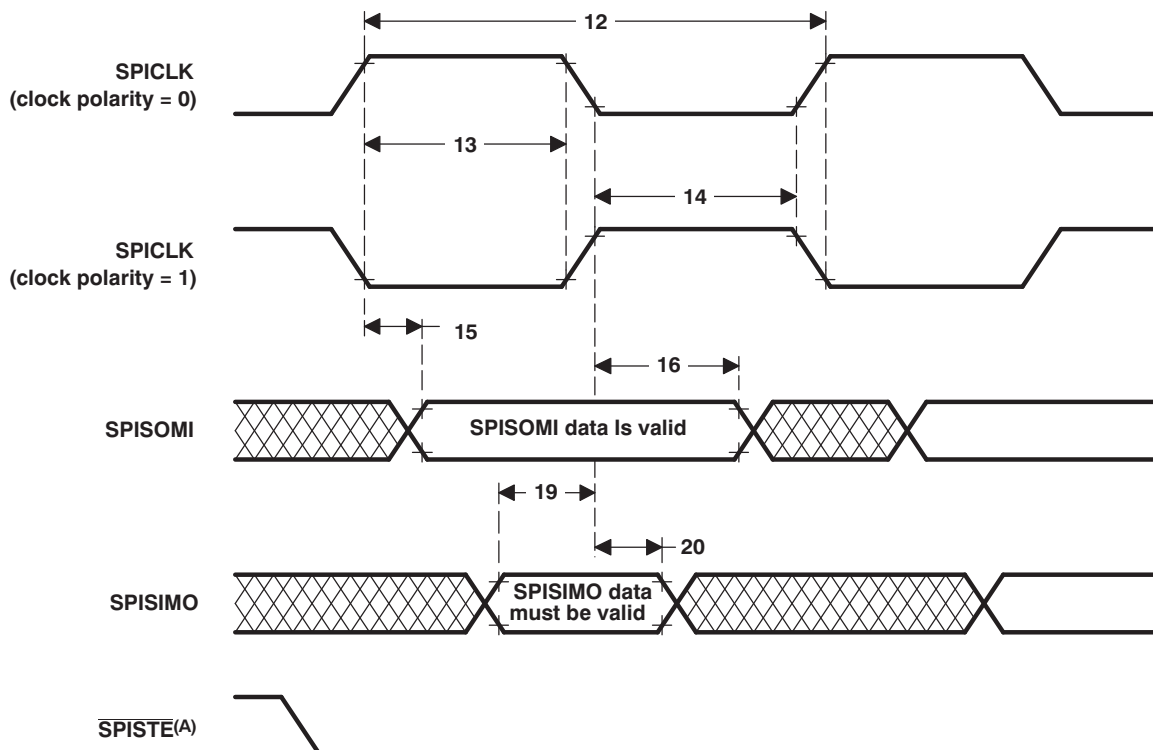 12
SPICLK
(clock polarity = 0)
13
14
SPICLK
(clock polarity = 1)
15
16
SPISOMI
SPISOMI data Is valid
19
20
SPISIMO
SPISIMO data
must be valid
SPISTE(A)